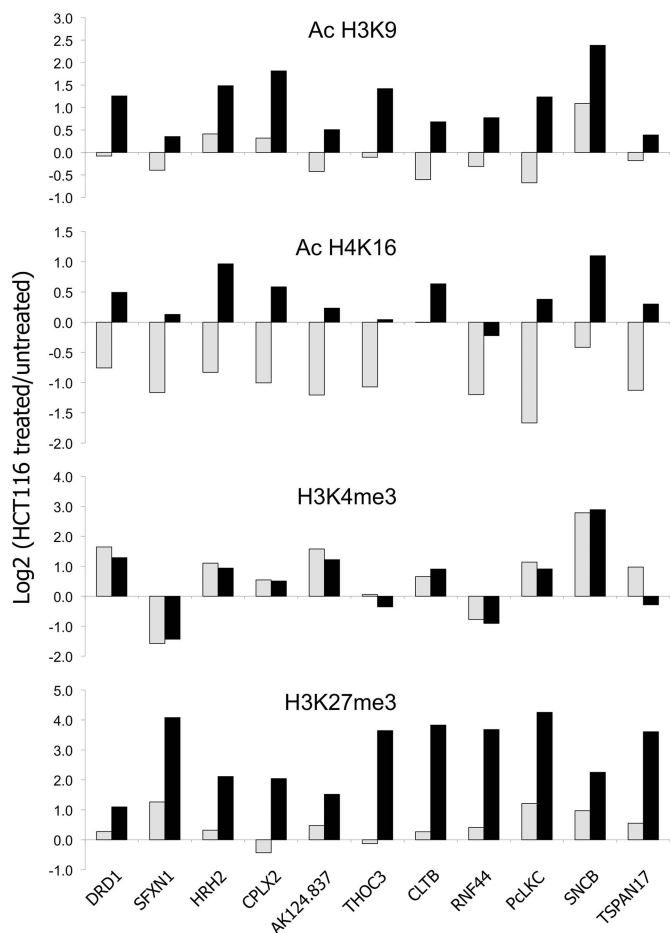 Log2 (HCT116 treated/untreated)
Ac H3K9
3.0
2.5
2.0
1.5
1.0
0.5
0.0
-0.5
-1.0
Ac H4K16
1.5
1.0
0.5
0.0
-0.5
-1.0
-1.5
-2.0
H3K4me3
4.0
3.0
2.0
1.0
0.0
-1.0
-2.0
H3K27me3
5.0
4.0
3.0
2.0
1.0
0.0
-1.0
DRD1
SFXN1
HRH2
CPLX2
AK124.837
THOC3
CLTB
RNF44
PcLKC
SNCB
TSPAN17